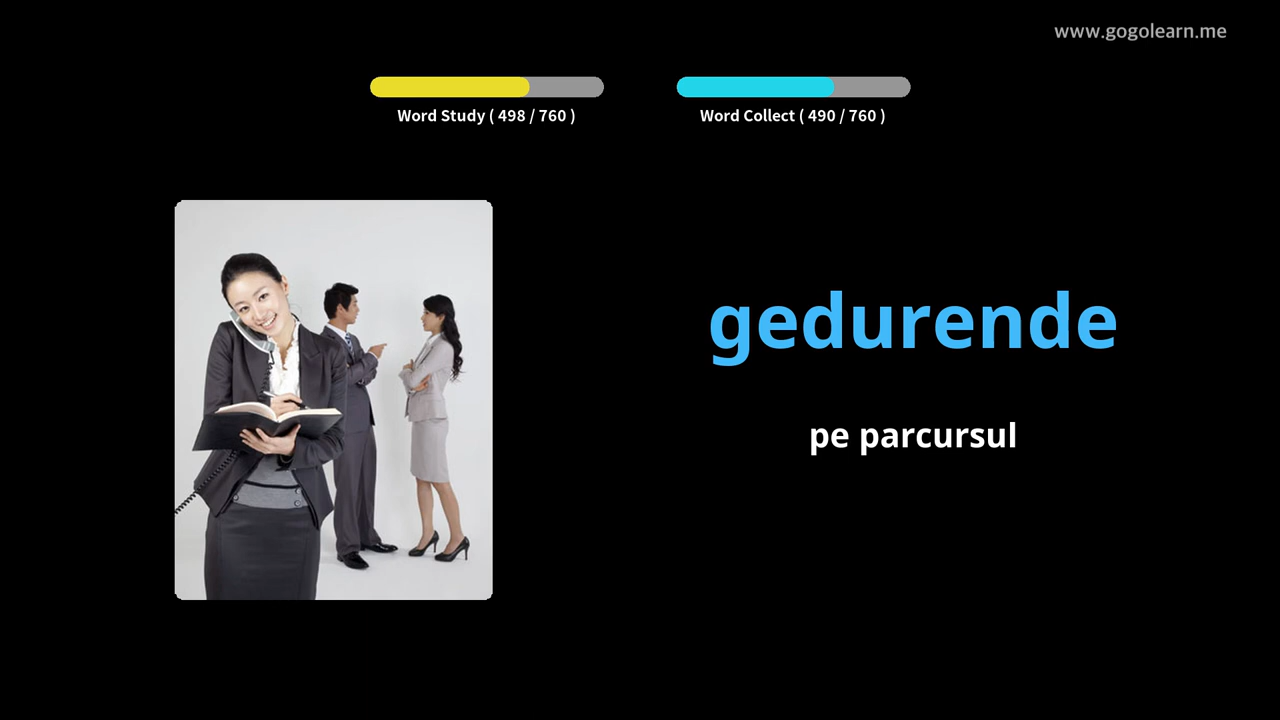 www.gogolearn.me
Word Study ( 498 / 760 )
Word Collect ( 490 / 760 )
gedurende
pe parcursul